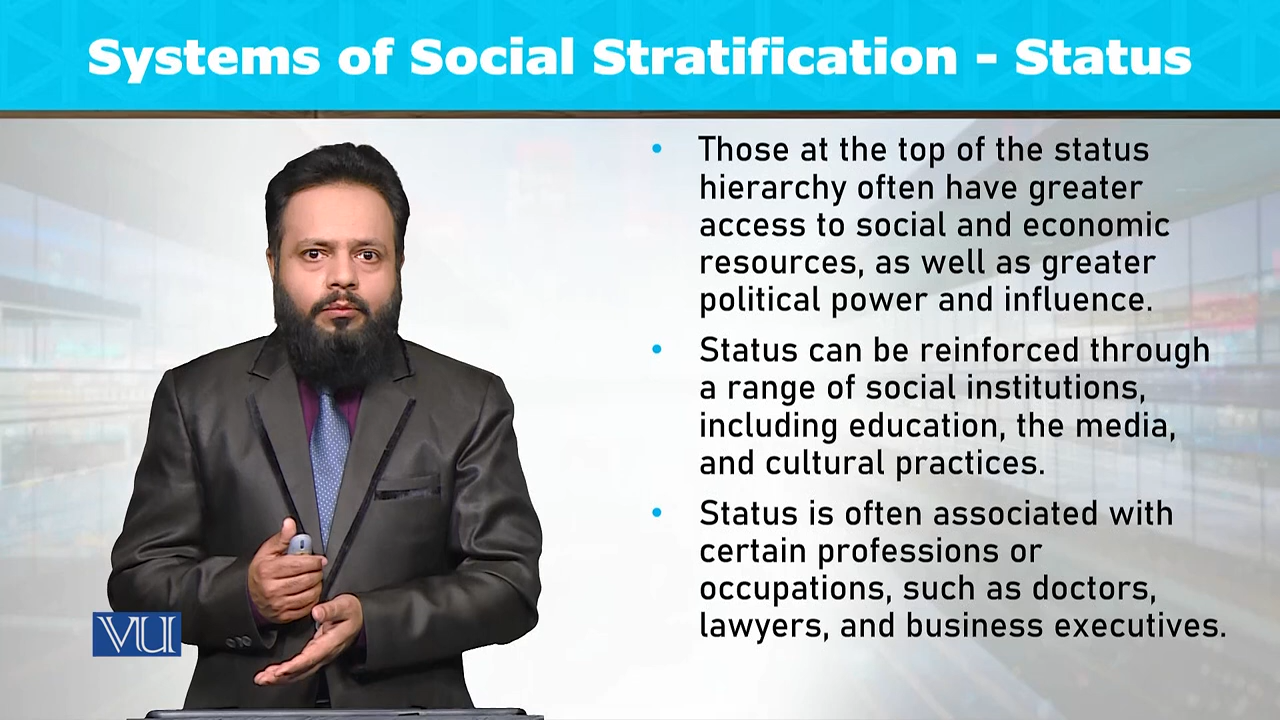 Systems of Social Stratification - Status
• Those at the top of the status
hierarchy often have greater
access to social and economic
resources, as well as greater
political power and influence.
• Status can be reinforced through
a range of social institutions,
including education, the media,
and cultural practices.
• Status is often associated with
certain professions or
occupations, such as doctors,
lawyers, and business executives.
VU